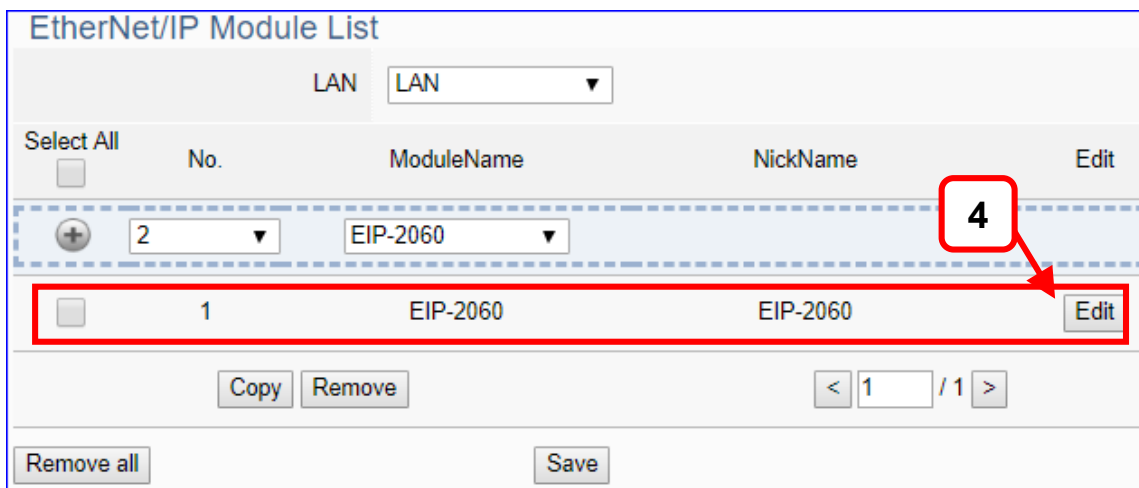 EtherNet/IP Module List
LAN LAN ▼
Select All No. ModuleName NickName Edit
2 ▼ EIP-2060 ▼ 4
1 EIP-2060 EIP-2060 Edit
Copy Remove < 1 / 1 >
Remove all Save